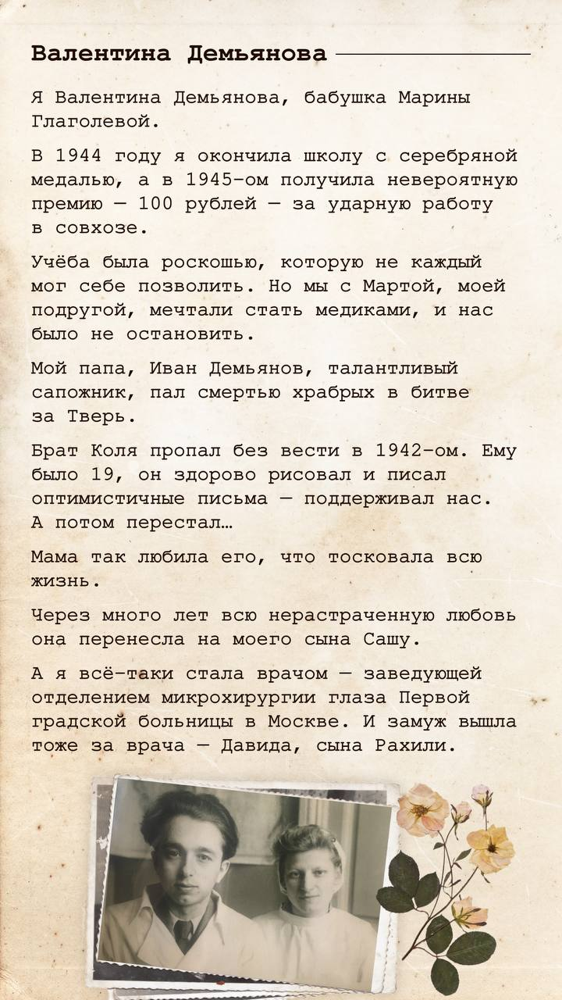 Валентина Демьянова
Я Валентина Демьянова, бабушка Марины
Глаголевой.
В 1944 году я окончила школу с серебряной
медалью, а в 1945-ом получила невероятную
премию — 100 рублей — за ударную работу
в совхозе.
Учёба была роскошью, которую не каждый
мог себе позволить. Но мы с Мартой, моей
подругой, мечтали стать медиками, и нас
было не остановить.
Мой папа, Иван Демьянов, талантливый
сапожник, пал смертью храбрых в битве
за Тверь.
Брат Коля пропал без вести в 1942-ом. Ему
было 19, он здорово рисовал и писал
оптимистичные письма — поддерживал нас.
А потом перестал…
Мама так любила его, что тосковала всю
жизнь.
Через много лет всю нерастраченную любовь
она перенесла на моего сына Сашу.
А я всё-таки стала врачом — заведующей
отделением микрохирургии глаза Первой
градской больницы в Москве. И замуж вышла
тоже за врача — Давида, сына Рахили.